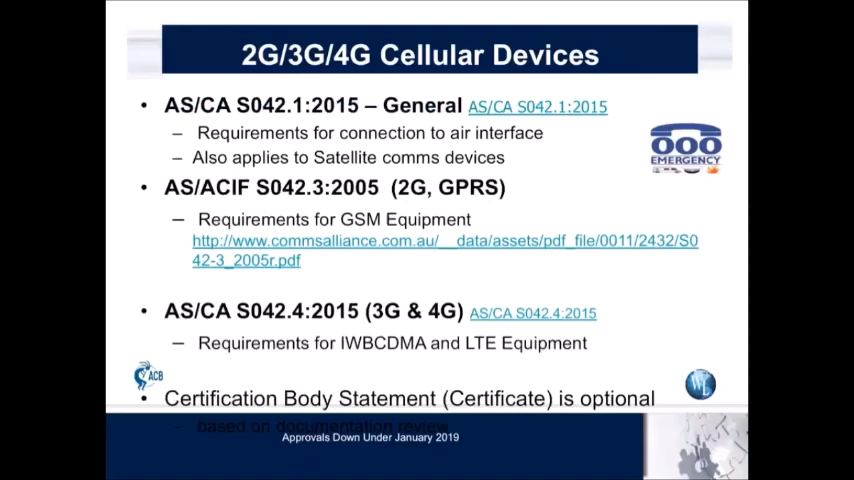 2G/3G/4G Cellular Devices
• AS/CA S042.1:2015 – General AS/CA S042.1:2015
– Requirements for connection to air interface
– Also applies to Satellite comms devices
000
EMERGENCY
• AS/ACIF S042.3:2005 (2G, GPRS)
– Requirements for GSM Equipment
http://www.commsalliance.com.au/__data/assets/pdf_file/0011/2432/S0
42-3_2005r.pdf
• AS/CA S042.4:2015 (3G & 4G) AS/CA S042.4:2015
– Requirements for IWBCDMA and LTE Equipment
ACB
WL
• Certification Body Statement (Certificate) is optional
– based on documentation review
Approvals Down Under January 2019